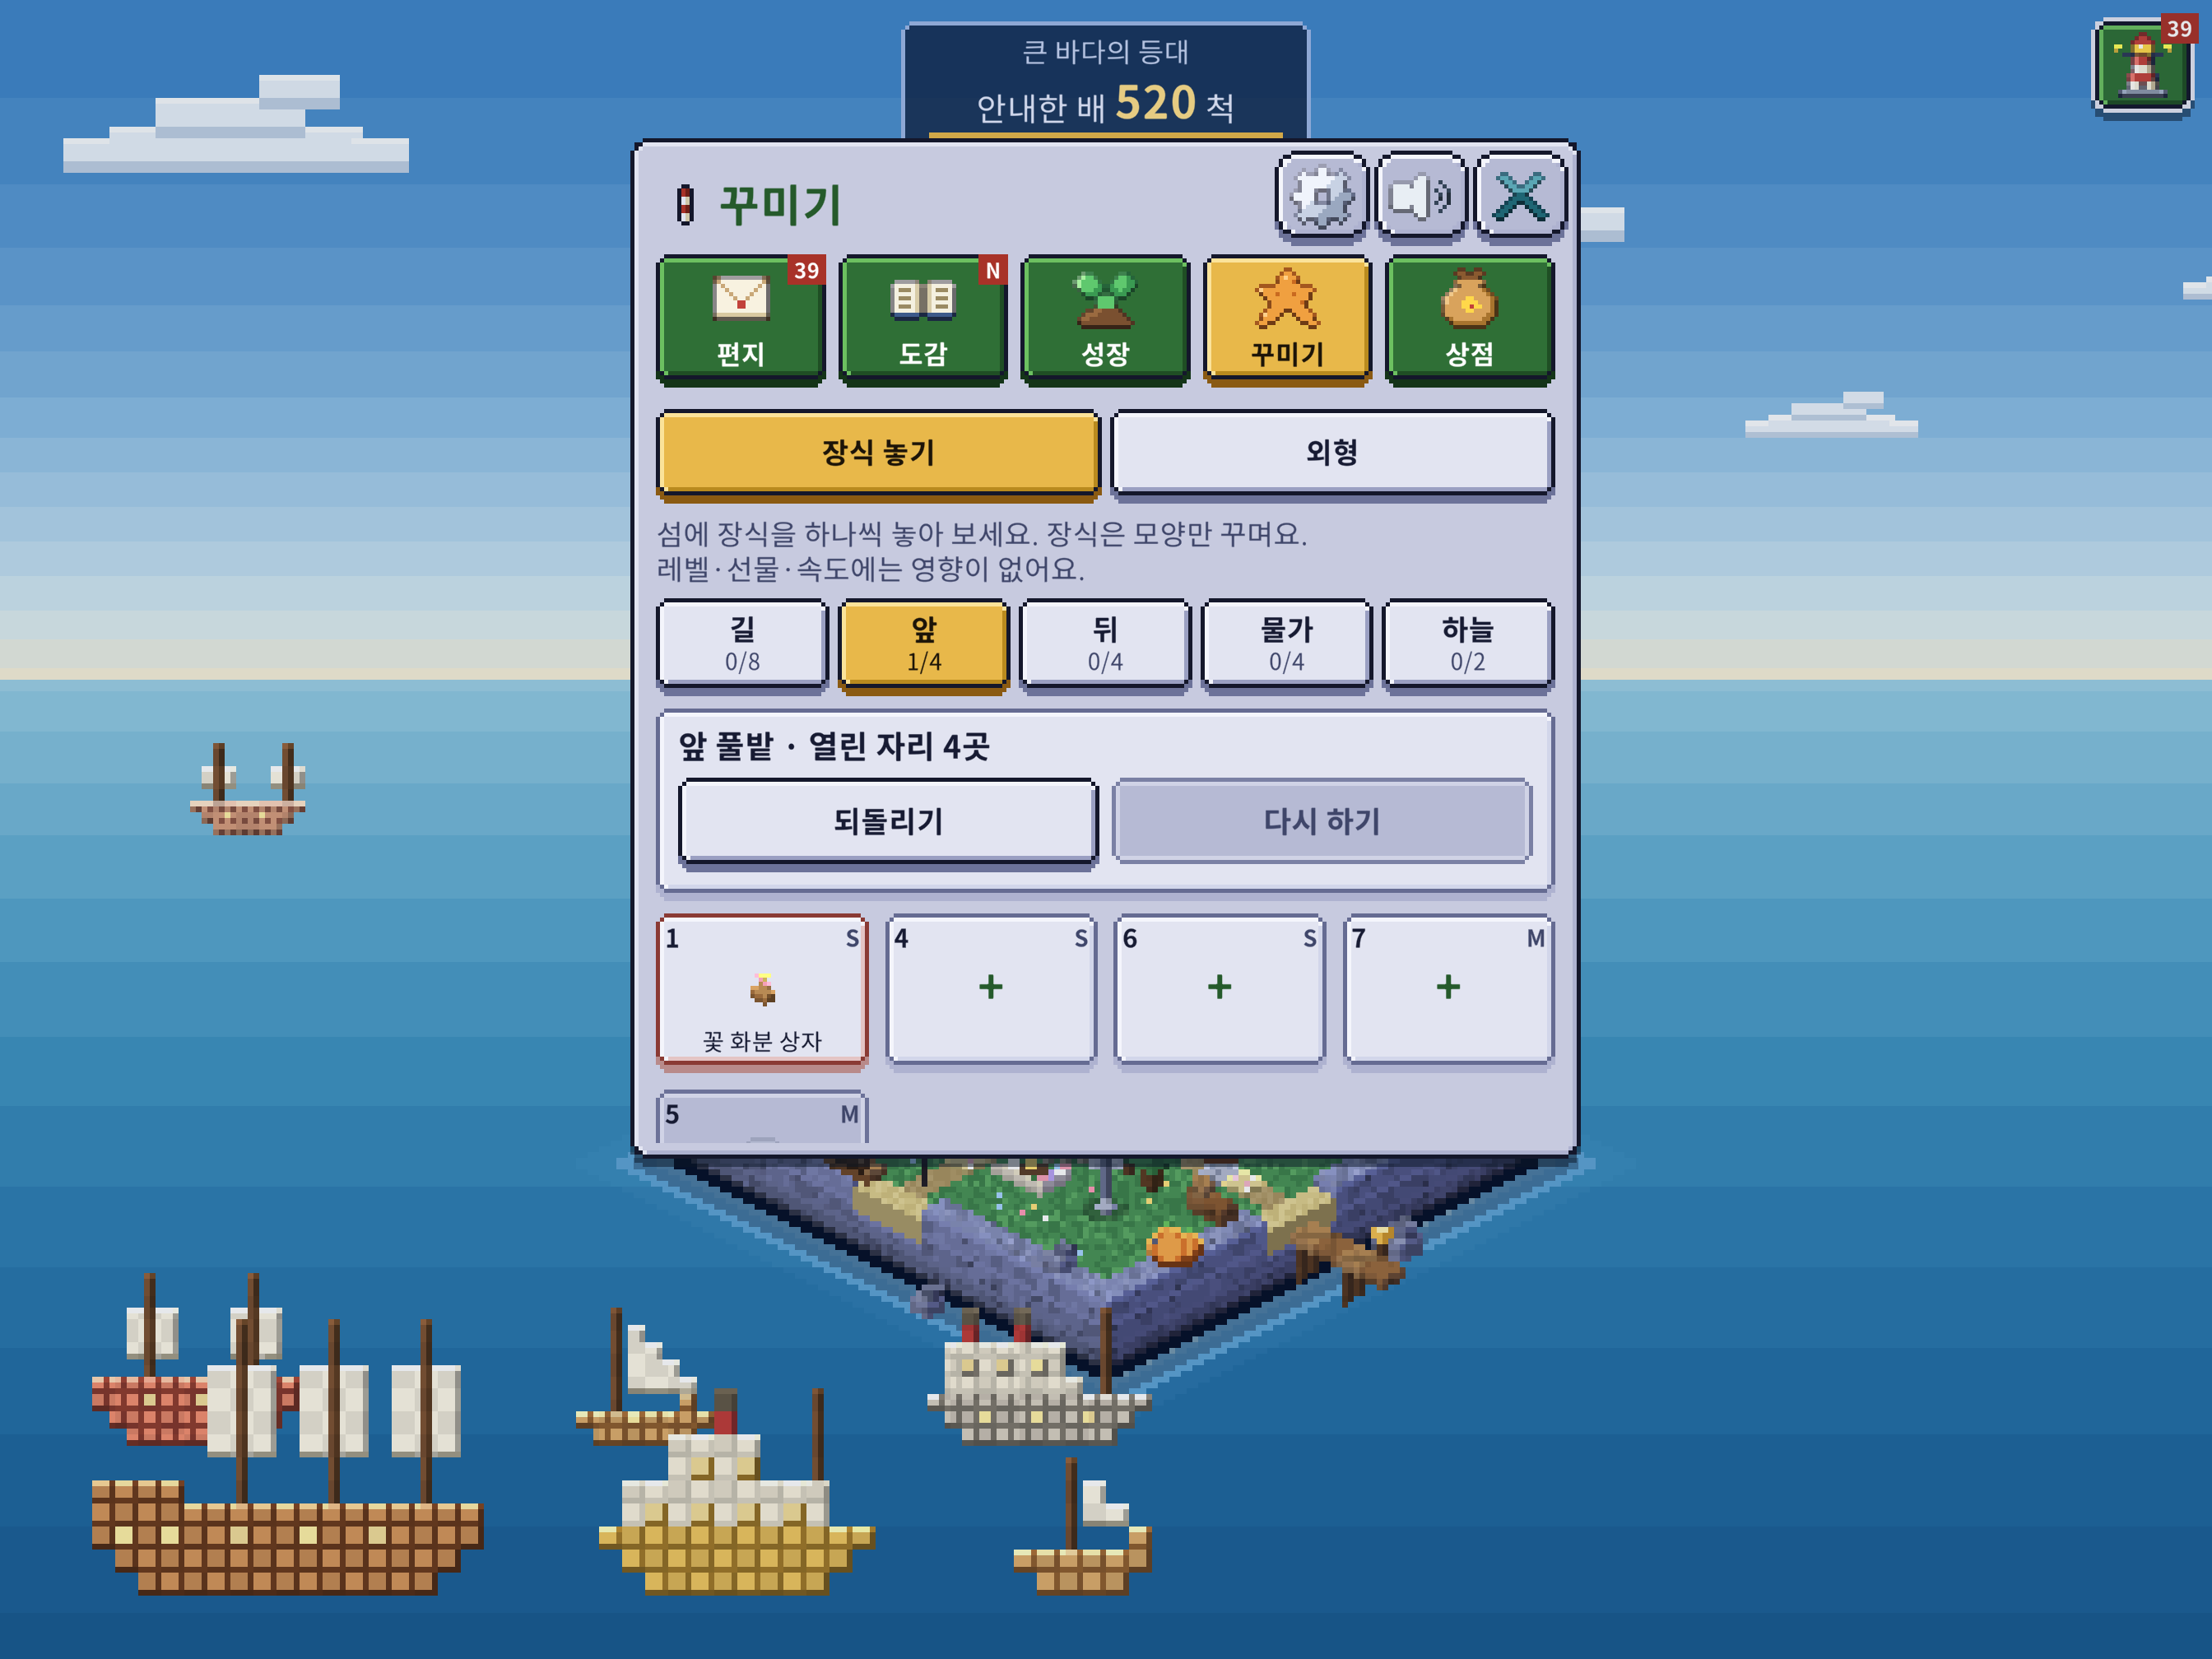 큰 바다의 등대
안내한 배 520 척
39
꾸미기
39
N
편지
도감
성장
꾸미기
상점
장식 놓기
외형
섬에 장식을 하나씩 놓아 보세요. 장식은 모양만 꾸며요.
레벨·선물·속도에는 영향이 없어요.
길
0/8
앞
1/4
뒤
0/4
물가
0/4
하늘
0/2
앞 풀밭 · 열린 자리 4곳
되돌리기
다시 하기
1 S
꽃 화분 상자
4 S
+
6 S
+
7 M
+
5 M